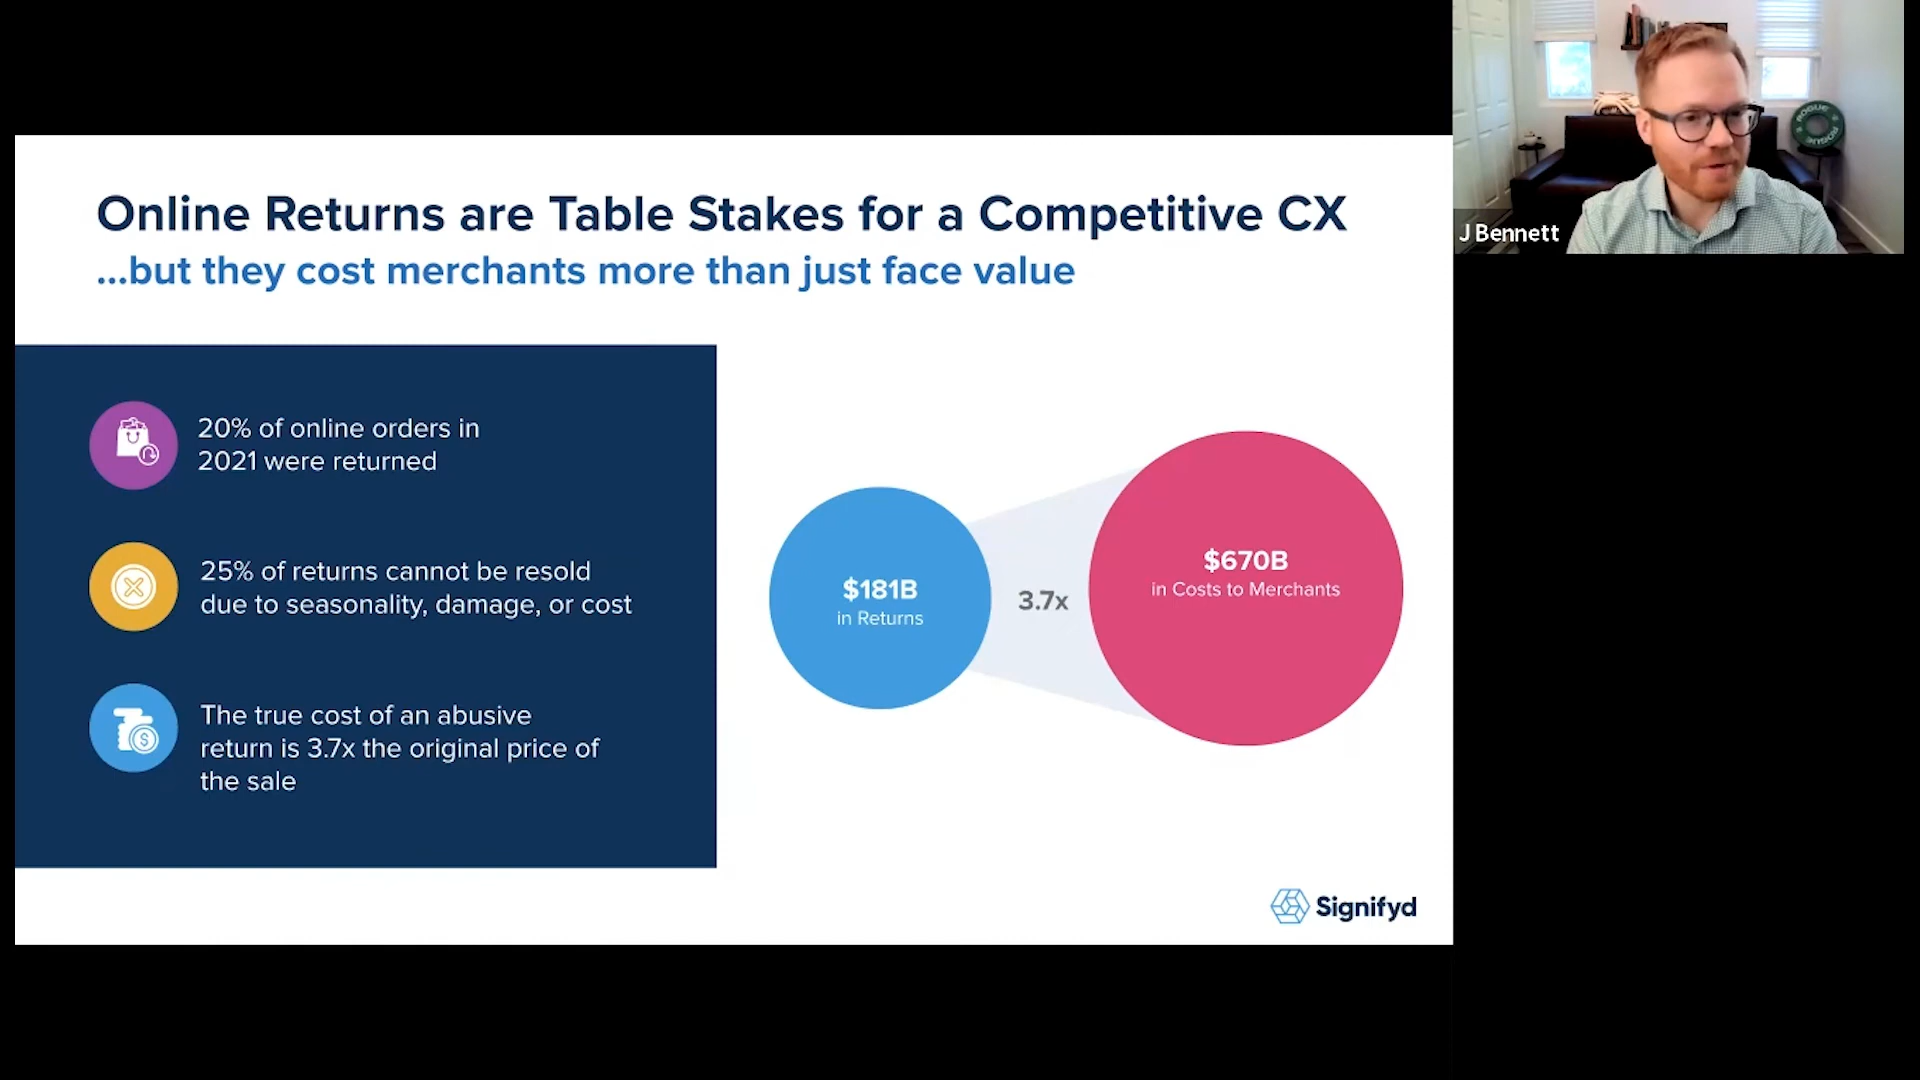 Online Returns are Table Stakes for a Competitive CX
...but they cost merchants more than just face value
20% of online orders in
2021 were returned
25% of returns cannot be resold
due to seasonality, damage, or cost
The true cost of an abusive
return is 3.7x the original price of
the sale
$181B
in Returns
3.7x
$670B
in Costs to Merchants
Signifyd
J Bennett
ROGUE
ROGUE